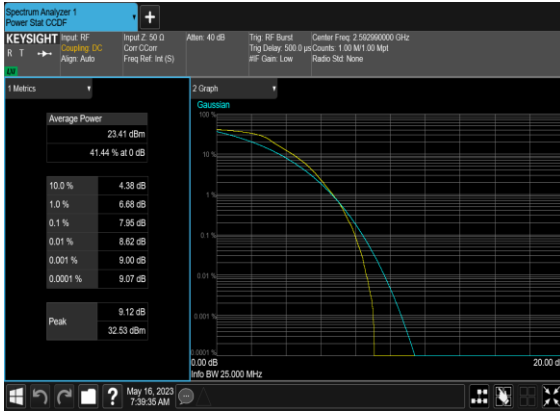 Spectrum Analyzer 1
Power Stat CCDF
KEYSIGHT
R T
Input: RF
Coupling: DC
Align: Auto
Input Z: 50 Ω
Corr CCorr
Freq Ref: Int (S)
Atten: 40 dB
Trig: RF Burst
Trig Delay: 500.0 µs
#IF Gain: Low
Center Freq: 2.592990000 GHz
Counts: 1.00 M/1.00 Mpt
Radio Std: None
1 Metrics
Average Power
23.41 dBm
41.44 % at 0 dB
10.0 % 4.38 dB
1.0 % 6.68 dB
0.1 % 7.95 dB
0.01 % 8.62 dB
0.001 % 9.00 dB
0.0001 % 9.07 dB
Peak
9.12 dB
32.53 dBm
2 Graph
Gaussian
100 %
10 %
1 %
0.1 %
0.01 %
0.001 %
0.0001 %
0.00 dB
20.00 d
Info BW 25.000 MHz
?
May 16, 2023
7:39:35 AM